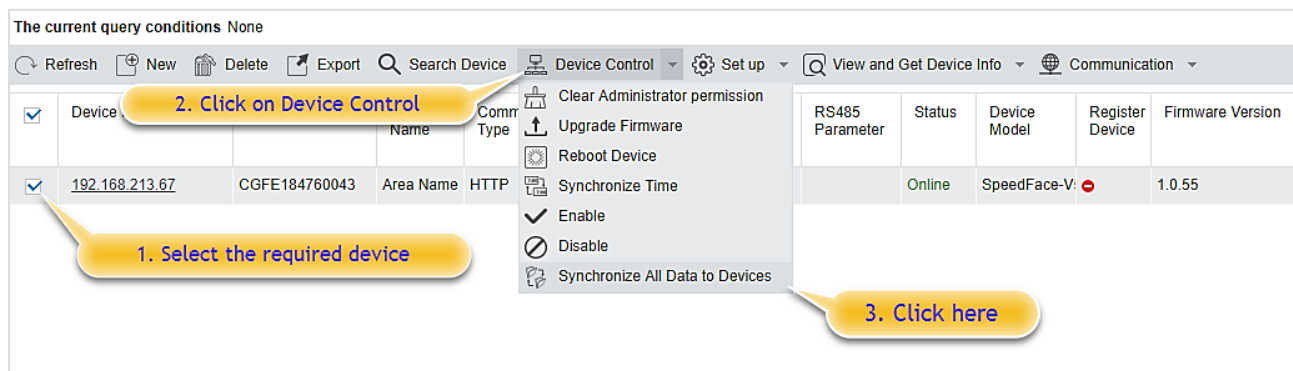 The current query conditions None
Refresh New Delete Export Search Device Device Control Set up View and Get Device Info Communication
2. Click on Device Control
Device
Name
Comm
Type
RS485
Parameter
Status
Device
Model
Register
Device
Firmware Version
Clear Administrator permission
Upgrade Firmware
Reboot Device
Synchronize Time
Enable
Disable
Synchronize All Data to Devices
192.168.213.67 CGFE184760043 Area Name HTTP Online SpeedFace-V 1.0.55
1. Select the required device
3. Click here